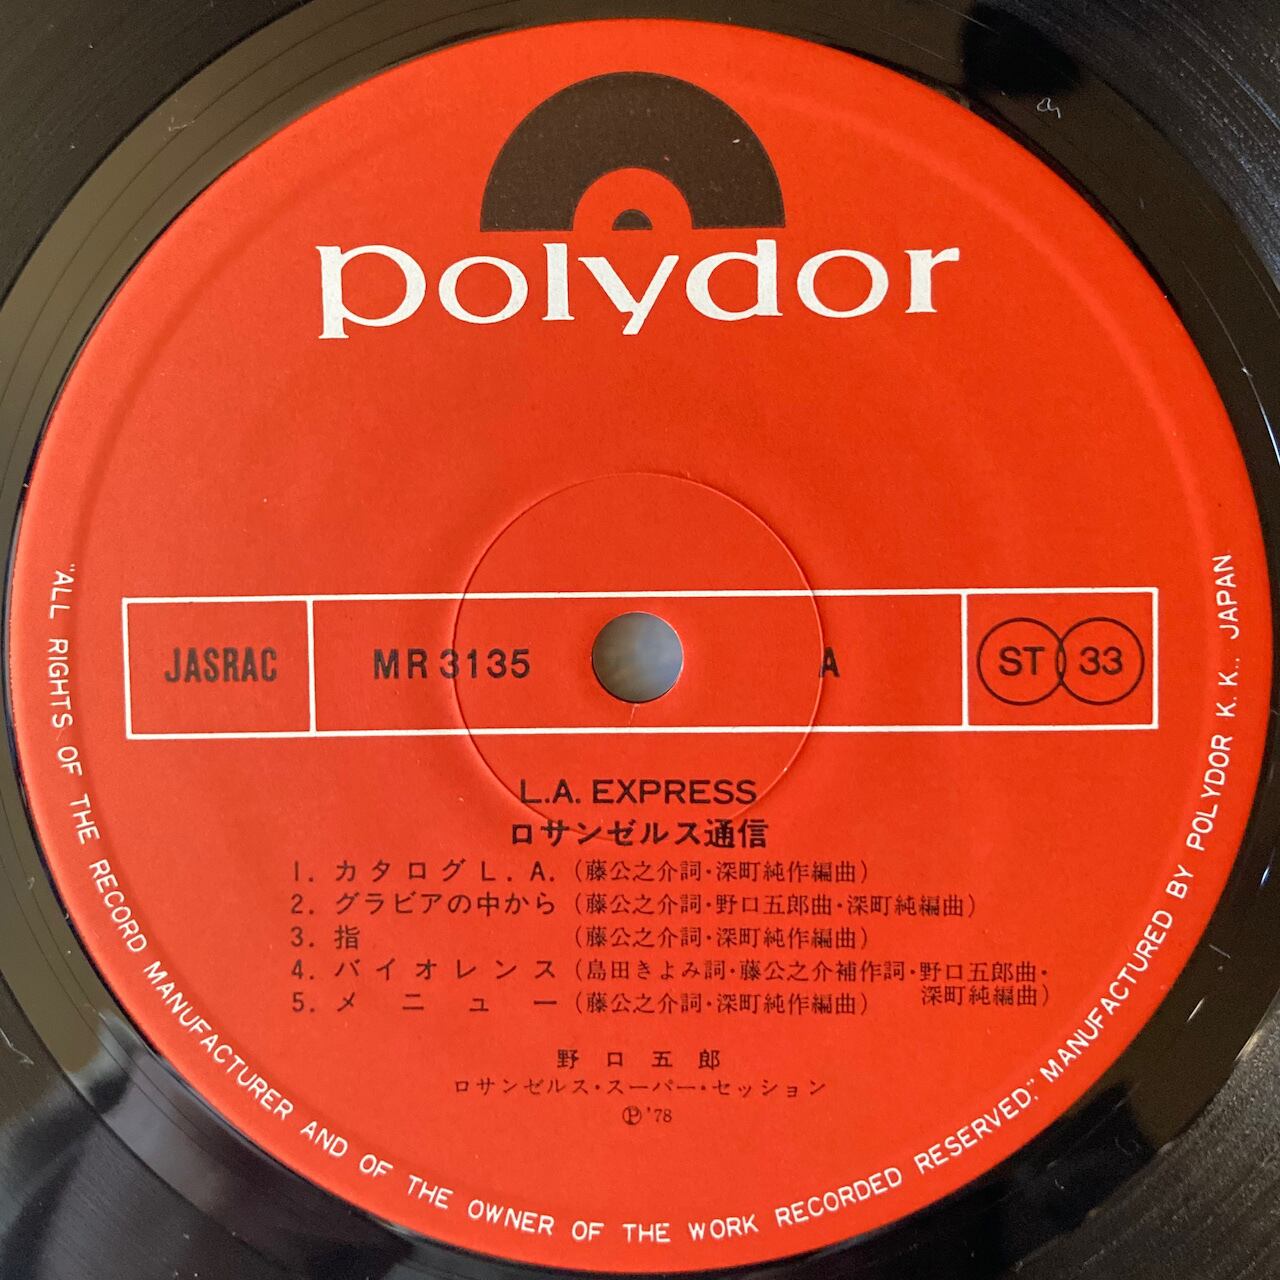 polydor
JASRAC MR 3135 A ST 33
L.A. EXPRESS
ロサンゼルス通信
1. カタログL.A. (藤公之介詞・深町純作編曲)
2. グラビアの中から (藤公之介詞・野口五郎曲・深町純編曲)
3. 指 (藤公之介詞・深町純作編曲)
4. バイオレンス (島田きよみ詞・藤公之介補作詞・野口五郎曲・
深町純編曲)
5. メニュー (藤公之介詞・深町純作編曲)
野口五郎
ロサンゼルス・スーパー・セッション
Ⓟ'78
"ALL RIGHTS OF THE RECORD MANUFACTURER AND OF THE OWNER OF THE WORK RECORDED RESERVED." MANUFACTURED BY POLYDOR K.K., JAPAN